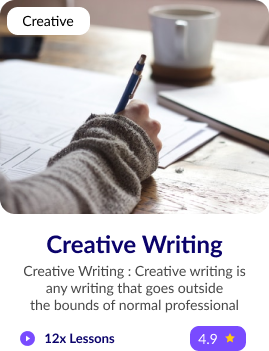 Creative
Creative Writing
Creative Writing : Creative writing is
any writing that goes outside
the bounds of normal professional
12x Lessons
4.9